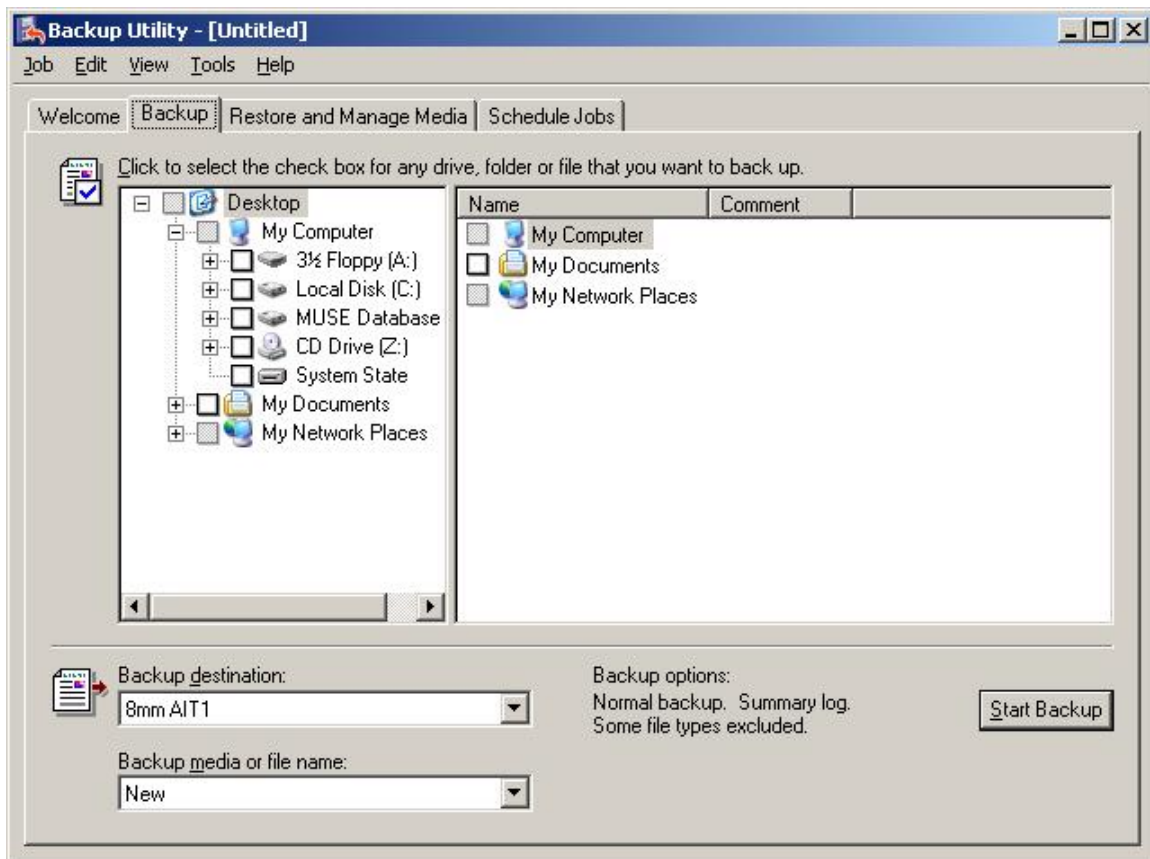 Backup Utility - [Untitled]
Job Edit View Tools Help
Welcome Backup Restore and Manage Media Schedule Jobs
Click to select the check box for any drive, folder or file that you want to back up.
Desktop
My Computer
3½ Floppy (A:)
Local Disk (C:)
MUSE Database
CD Drive (Z:)
System State
My Documents
My Network Places
Name Comment
My Computer
My Documents
My Network Places
Backup destination:
8mm AIT1
Backup media or file name:
New
Backup options:
Normal backup. Summary log.
Some file types excluded.
Start Backup